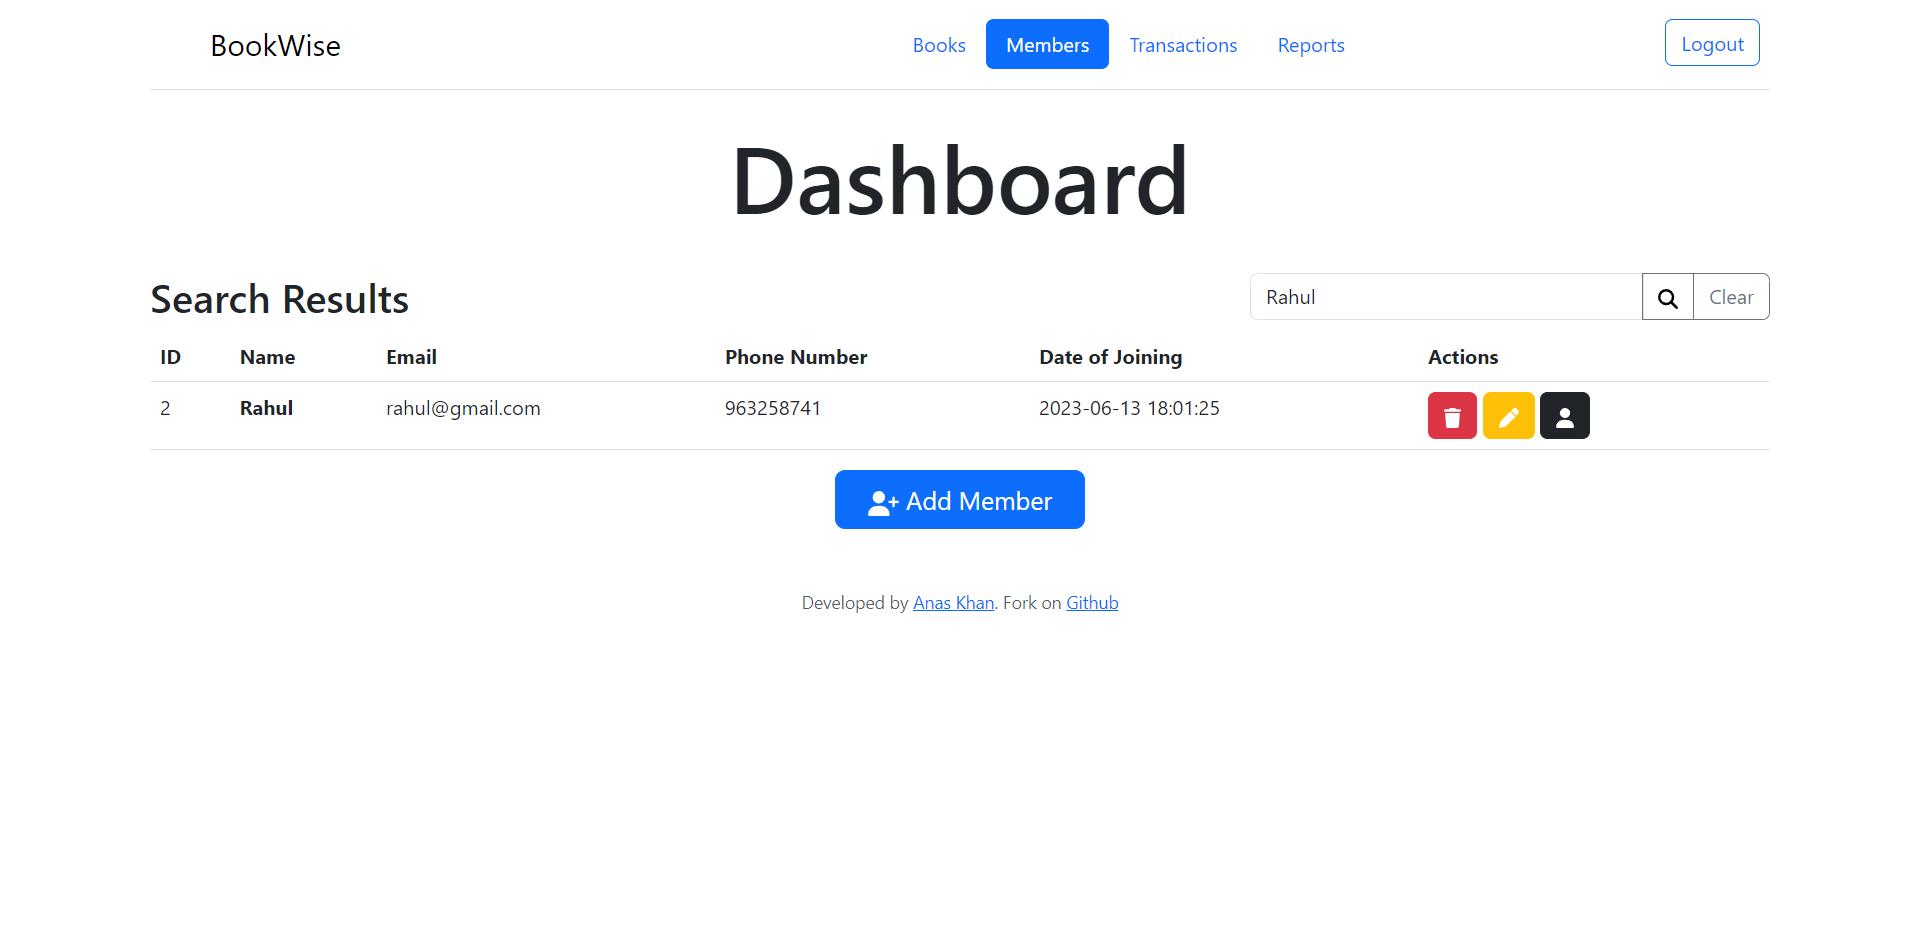 BookWise Books Members Transactions Reports Logout
Dashboard
Search Results Rahul Clear
ID Name Email Phone Number Date of Joining Actions
2 Rahul rahul@gmail.com 963258741 2023-06-13 18:01:25
Add Member
Developed by Anas Khan. Fork on Github